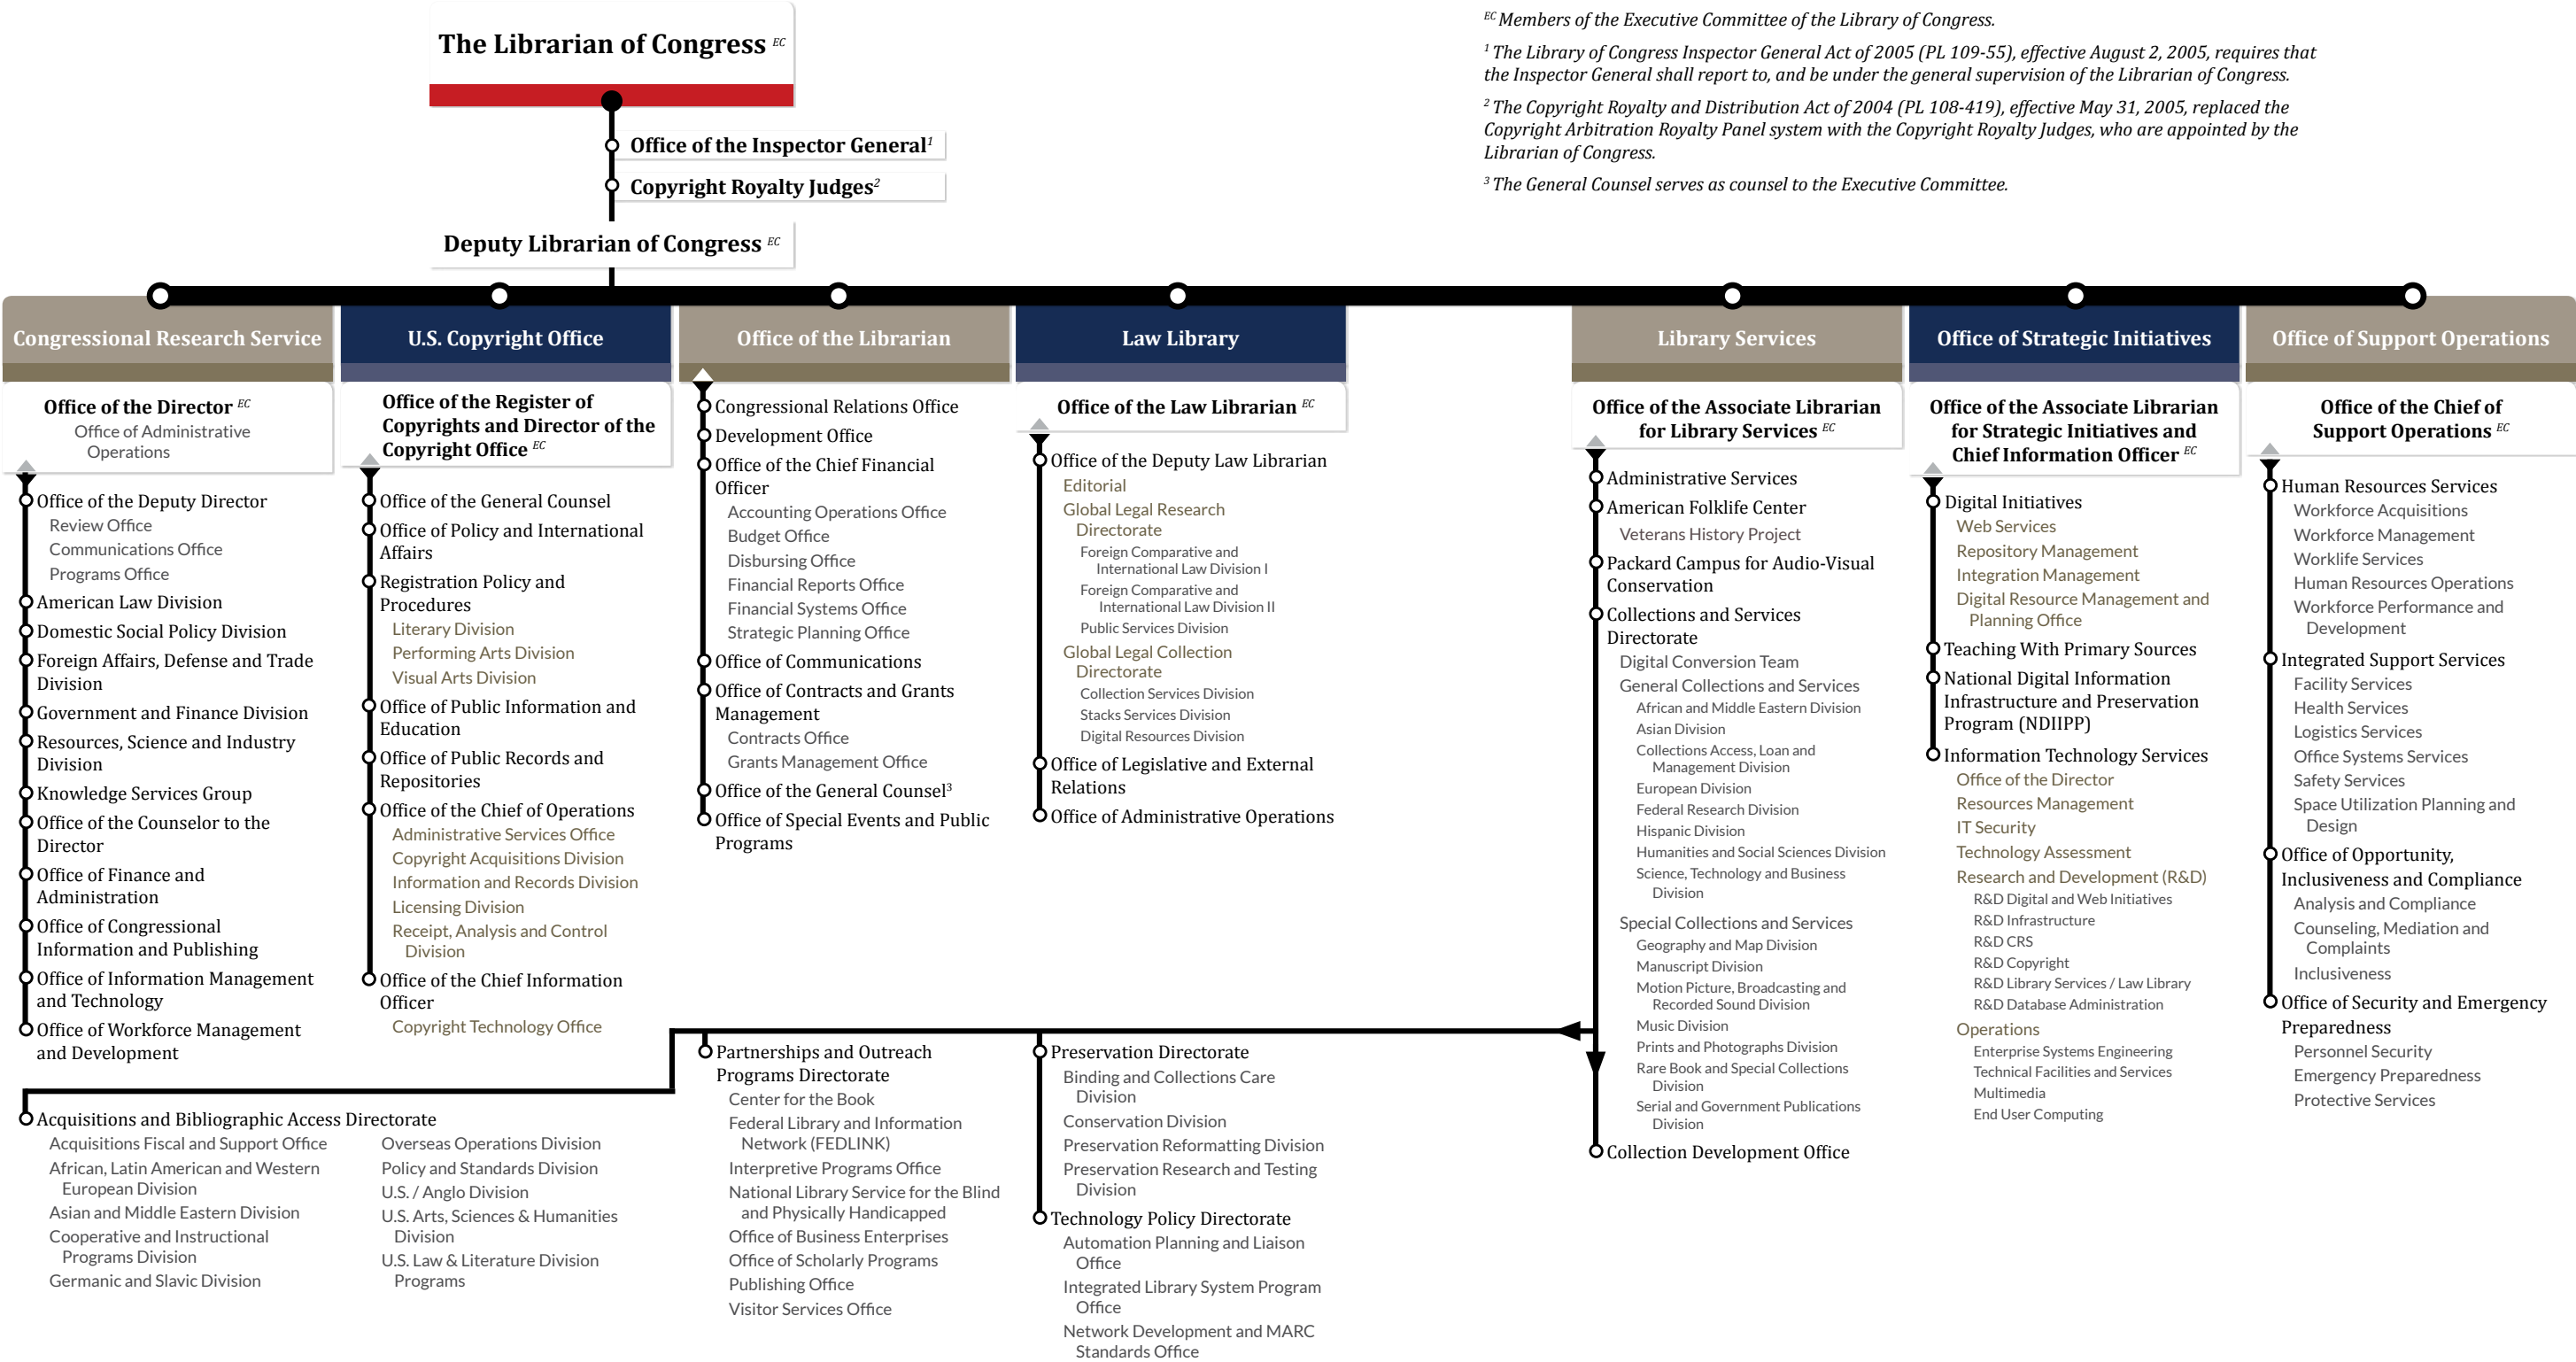 The Librarian of Congress EC
Office of the Inspector General1
Copyright Royalty Judges2
Deputy Librarian of Congress EC
EC Members of the Executive Committee of the Library of Congress.
1 The Library of Congress Inspector General Act of 2005 (PL 109-55), effective August 2, 2005, requires that
the Inspector General shall report to, and be under the general supervision of the Librarian of Congress.
2 The Copyright Royalty and Distribution Act of 2004 (PL 108-419), effective May 31, 2005, replaced the
Copyright Arbitration Royalty Panel system with the Copyright Royalty Judges, who are appointed by the
Librarian of Congress.
3 The General Counsel serves as counsel to the Executive Committee.
Congressional Research Service
Office of the Director EC
Office of Administrative
Operations
Office of the Deputy Director
Review Office
Communications Office
Programs Office
American Law Division
Domestic Social Policy Division
Foreign Affairs, Defense and Trade
Division
Government and Finance Division
Resources, Science and Industry
Division
Knowledge Services Group
Office of the Counselor to the
Director
Office of Finance and
Administration
Office of Congressional
Information and Publishing
Office of Information Management
and Technology
Office of Workforce Management
and Development
U.S. Copyright Office
Office of the Register of
Copyrights and Director of the
Copyright Office EC
Office of the General Counsel
Office of Policy and International
Affairs
Registration Policy and
Procedures
Literary Division
Performing Arts Division
Visual Arts Division
Office of Public Information and
Education
Office of Public Records and
Repositories
Office of the Chief of Operations
Administrative Services Office
Copyright Acquisitions Division
Information and Records Division
Licensing Division
Receipt, Analysis and Control
Division
Office of the Chief Information
Officer
Copyright Technology Office
Office of the Librarian
Congressional Relations Office
Development Office
Office of the Chief Financial
Officer
Accounting Operations Office
Budget Office
Disbursing Office
Financial Reports Office
Financial Systems Office
Strategic Planning Office
Office of Communications
Office of Contracts and Grants
Management
Contracts Office
Grants Management Office
Office of the General Counsel3
Office of Special Events and Public
Programs
Law Library
Office of the Law Librarian EC
Office of the Deputy Law Librarian
Editorial
Global Legal Research
Directorate
Foreign Comparative and
International Law Division I
Foreign Comparative and
International Law Division II
Public Services Division
Global Legal Collection
Directorate
Collection Services Division
Stacks Services Division
Digital Resources Division
Office of Legislative and External
Relations
Office of Administrative Operations
Library Services
Office of the Associate Librarian
for Library Services EC
Administrative Services
American Folklife Center
Veterans History Project
Packard Campus for Audio-Visual
Conservation
Collections and Services
Directorate
Digital Conversion Team
General Collections and Services
African and Middle Eastern Division
Asian Division
Collections Access, Loan and
Management Division
European Division
Federal Research Division
Hispanic Division
Humanities and Social Sciences Division
Science, Technology and Business
Division
Special Collections and Services
Geography and Map Division
Manuscript Division
Motion Picture, Broadcasting and
Recorded Sound Division
Music Division
Prints and Photographs Division
Rare Book and Special Collections
Division
Serial and Government Publications
Division
Collection Development Office
Office of Strategic Initiatives
Office of the Associate Librarian
for Strategic Initiatives and
Chief Information Officer EC
Digital Initiatives
Web Services
Repository Management
Integration Management
Digital Resource Management and
Planning Office
Teaching With Primary Sources
National Digital Information
Infrastructure and Preservation
Program (NDIIPP)
Information Technology Services
Office of the Director
Resources Management
IT Security
Technology Assessment
Research and Development (R&D)
R&D Digital and Web Initiatives
R&D Infrastructure
R&D CRS
R&D Copyright
R&D Library Services / Law Library
R&D Database Administration
Operations
Enterprise Systems Engineering
Technical Facilities and Services
Multimedia
End User Computing
Office of Support Operations
Office of the Chief of
Support Operations EC
Human Resources Services
Workforce Acquisitions
Workforce Management
Worklife Services
Human Resources Operations
Workforce Performance and
Development
Integrated Support Services
Facility Services
Health Services
Logistics Services
Office Systems Services
Safety Services
Space Utilization Planning and
Design
Office of Opportunity,
Inclusiveness and Compliance
Analysis and Compliance
Counseling, Mediation and
Complaints
Inclusiveness
Office of Security and Emergency
Preparedness
Personnel Security
Emergency Preparedness
Protective Services
Acquisitions and Bibliographic Access Directorate
Acquisitions Fiscal and Support Office
African, Latin American and Western
European Division
Asian and Middle Eastern Division
Cooperative and Instructional
Programs Division
Germanic and Slavic Division
Overseas Operations Division
Policy and Standards Division
U.S. / Anglo Division
U.S. Arts, Sciences & Humanities
Division
U.S. Law & Literature Division
Programs
Partnerships and Outreach
Programs Directorate
Center for the Book
Federal Library and Information
Network (FEDLINK)
Interpretive Programs Office
National Library Service for the Blind
and Physically Handicapped
Office of Business Enterprises
Office of Scholarly Programs
Publishing Office
Visitor Services Office
Preservation Directorate
Binding and Collections Care
Division
Conservation Division
Preservation Reformatting Division
Preservation Research and Testing
Division
Technology Policy Directorate
Automation Planning and Liaison
Office
Integrated Library System Program
Office
Network Development and MARC
Standards Office